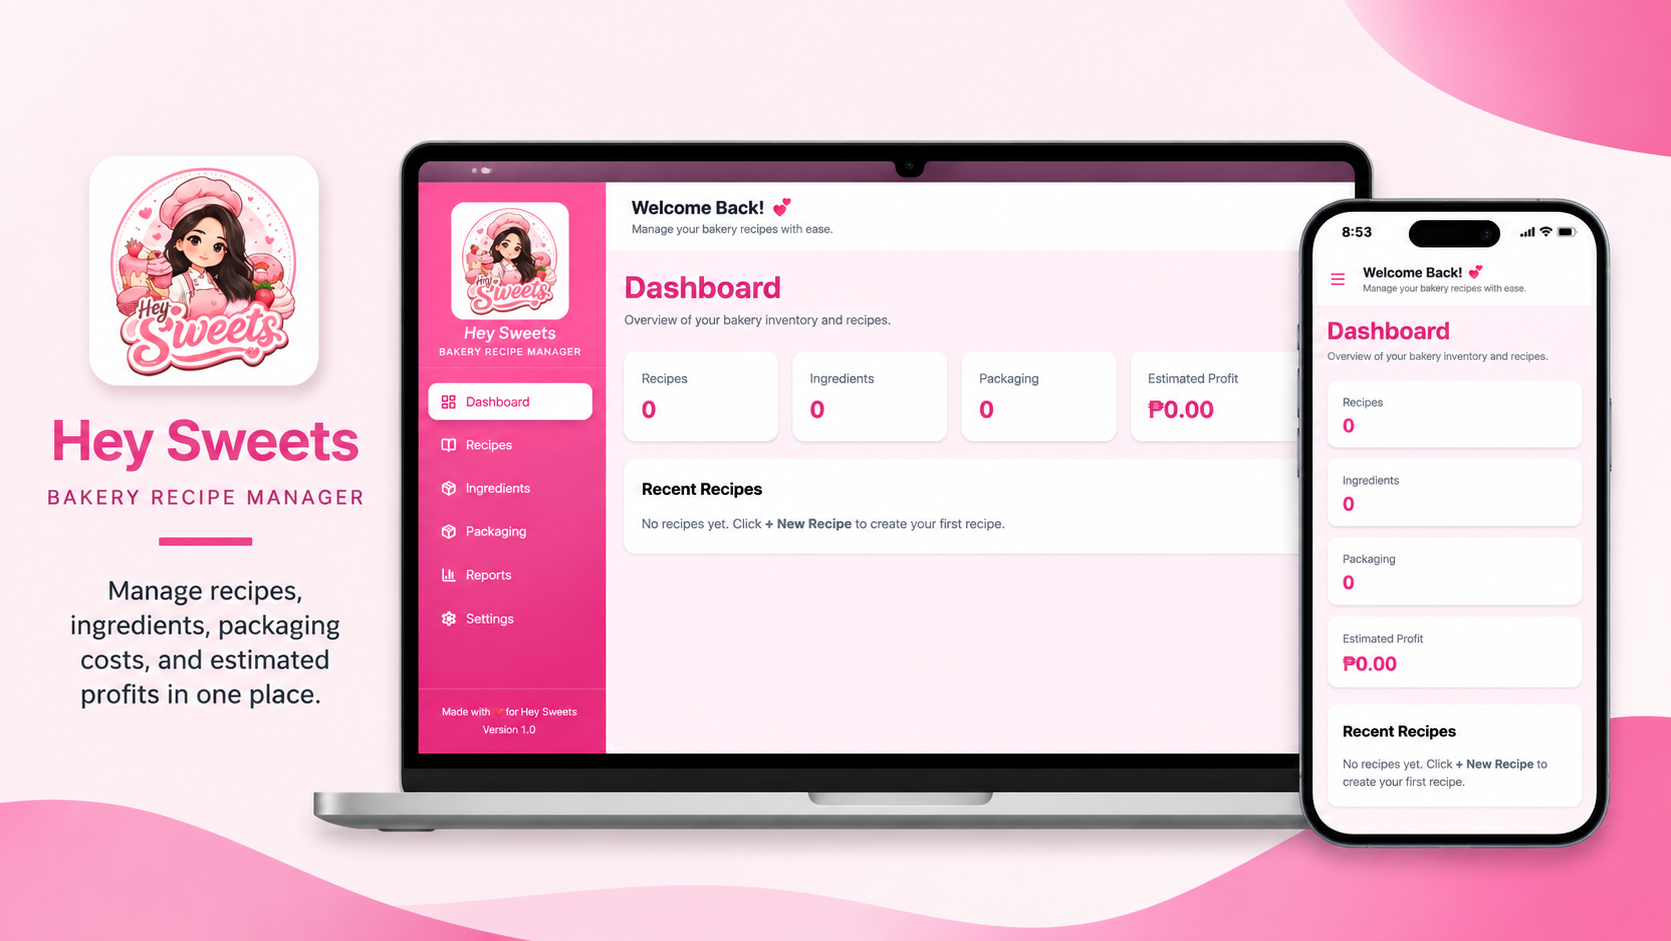 Hey
Sweets
Hey Sweets
BAKERY RECIPE MANAGER
Manage recipes,
ingredients, packaging
costs, and estimated
profits in one place.
Hey
Sweets
Hey Sweets
BAKERY RECIPE MANAGER
Dashboard
Recipes
Ingredients
Packaging
Reports
Settings
Made with ❤️ for Hey Sweets
Version 1.0
Welcome Back! 💕
Manage your bakery recipes with ease.
Dashboard
Overview of your bakery inventory and recipes.
Recipes
0
Ingredients
0
Packaging
0
Estimated Profit
₱0.00
Recent Recipes
No recipes yet. Click + New Recipe to create your first recipe.
8:53
Welcome Back! 💕
Manage your bakery recipes with ease.
Dashboard
Overview of your bakery inventory and recipes.
Recipes
0
Ingredients
0
Packaging
0
Estimated Profit
₱0.00
Recent Recipes
No recipes yet. Click + New Recipe to
create your first recipe.